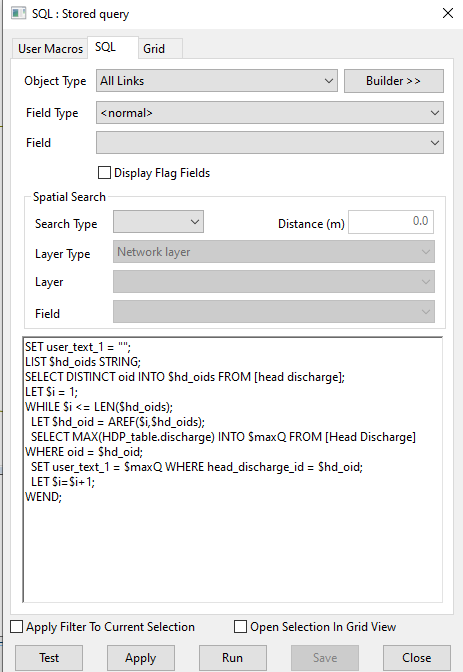 SQL : Stored query
User Macros SQL Grid
Object Type All Links Builder >>
Field Type <normal>
Field
Display Flag Fields
Spatial Search
Search Type Distance (m) 0.0
Layer Type Network layer
Layer
Field
SET user_text_1 = "";
LIST $hd_oids STRING;
SELECT DISTINCT oid INTO $hd_oids FROM [head discharge];
LET $i = 1;
WHILE $i <= LEN($hd_oids);
  LET $hd_oid = AREF($i,$hd_oids);
  SELECT MAX(HDP_table.discharge) INTO $maxQ FROM [Head Discharge]
WHERE oid = $hd_oid;
  SET user_text_1 = $maxQ WHERE head_discharge_id = $hd_oid;
  LET $i=$i+1;
WEND;
Apply Filter To Current Selection Open Selection In Grid View
Test Apply Run Save Close